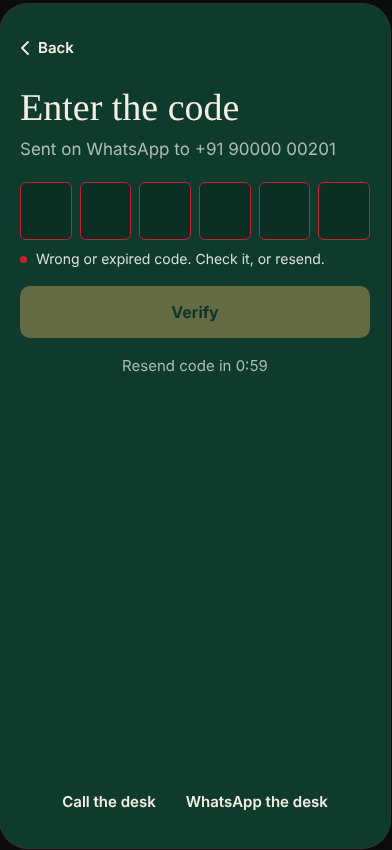 Back
Enter the code
Sent on WhatsApp to +91 90000 00201
Wrong or expired code. Check it, or resend.
Verify
Resend code in 0:59
Call the desk WhatsApp the desk